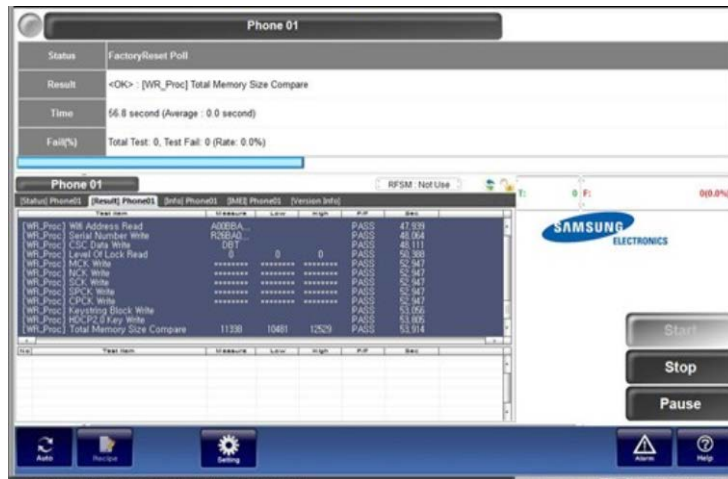 Phone 01
Status FactoryReset Poll
Result <OK> : [WR_Proc] Total Memory Size Compare
Time 56.8 second (Average : 0.0 second)
Fail(%) Total Test: 0, Test Fail: 0 (Rate: 0.0%)
Phone 01 RFSM : Not Use T: 0 F: 0(0.0%)
[Status] Phone01 [Result] Phone01 [Info] Phone01 [IMEI] Phone01 [Version Info]
Test Item Measure Low High P/F Sec
[WR_Proc] Wifi Address Read A00BBA... PASS 47,939
[WR_Proc] Serial Number Write R28BA0... PASS 48,064
[WR_Proc] CSC Data Write DBT PASS 48,111
[WR_Proc] Level Of Lock Read 0 0 0 PASS 50,388
[WR_Proc] MCK Write ******** ******** ******** PASS 52,947
[WR_Proc] NCK Write ******** ******** ******** PASS 52,947
[WR_Proc] SCK Write ******** ******** ******** PASS 52,947
[WR_Proc] SPCK Write ******** ******** ******** PASS 52,947
[WR_Proc] CPCK Write ******** ******** ******** PASS 52,947
[WR_Proc] Keystring Block Write PASS 53,056
[WR_Proc] HDCP2.0 Key Write PASS 53,805
[WR_Proc] Total Memory Size Compare 11338 10481 12529 PASS 53,914
No Test Item Measure Low High P/F Sec
SAMSUNG
ELECTRONICS
Start
Stop
Pause
Auto Recipe Setting Alarm Help